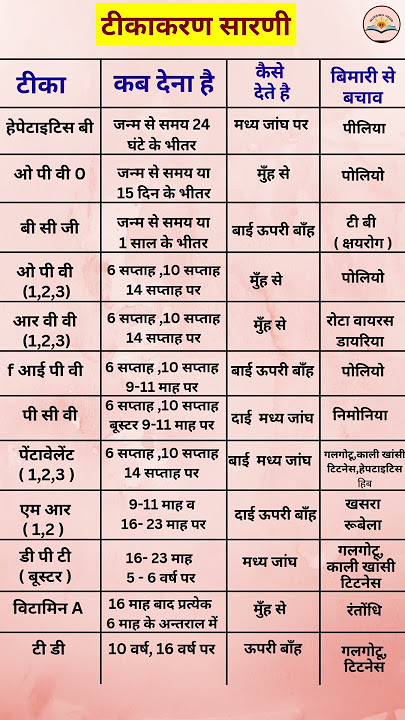 टीकाकरण सारणी
टीका
कब देना है
कैसे
देते है
बिमारी से
बचाव
हेपेटाइटिस बी
जन्म से समय 24
घंटे के भीतर
मध्य जांघ पर
पीलिया
ओ पी वी 0
जन्म से समय या
15 दिन के भीतर
मुँह से
पोलियो
बी सी जी
जन्म से समय या
1 साल के भीतर
बाई ऊपरी बाँह
टी बी
( क्षयरोग )
ओ पी वी
(1,2,3)
6 सप्ताह ,10 सप्ताह
14 सप्ताह पर
मुँह से
पोलियो
आर वी वी
(1,2,3)
6 सप्ताह ,10 सप्ताह
14 सप्ताह पर
मुँह से
रोटा वायरस
डायरिया
f आई पी वी
6 सप्ताह ,10 सप्ताह
9-11 माह पर
बाई ऊपरी बाँह
पोलियो
पी सी वी
6 सप्ताह ,10 सप्ताह
बूस्टर 9-11 माह पर
दाई मध्य जांघ
निमोनिया
पेंटावेलेंट
( 1,2,3 )
6 सप्ताह ,10 सप्ताह
14 सप्ताह पर
बाई मध्य जांघ
गलगोटू,काली खांसी
टिटनेस,हेपटाइटिस
हिब
एम आर
( 1,2 )
9-11 माह व
16- 23 माह पर
दाई ऊपरी बाँह
खसरा
रूबेला
डी पी टी
( बूस्टर )
16- 23 माह
5 - 6 वर्ष पर
मध्य जांघ
गलगोटू,
काली खांसी
टिटनेस
विटामिन A
16 माह बाद प्रत्येक
6 माह के अन्तराल में
मुँह से
रंतोंधि
टी डी
10 वर्ष, 16 वर्ष पर
ऊपरी बाँह
गलगोटू,
टिटनेस